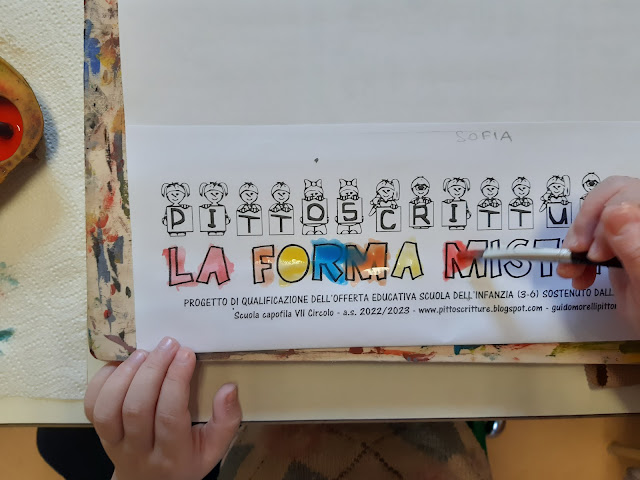 SOFIA
PITTOSCRITTU
LA FORMA MIST
PROGETTO DI QUALIFICAZIONE DELL'OFFERTA EDUCATIVA SCUOLA DELL'INFANZIA (3-6) SOSTENUTO DALL
Scuola capofila VII Circolo - a.s. 2022/2023 - www.pittoscritture.blogspot.com - guidomorellipittor